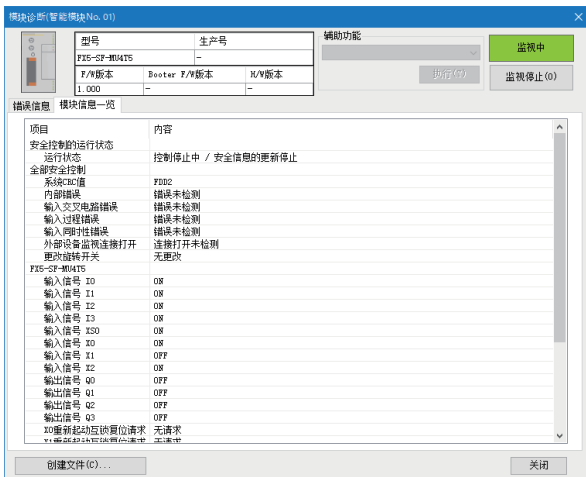 模块诊断(智能模块No. 01)
型号 生产号
FX5-SF-MU4T5 -
F/W版本 Booter F/W版本 H/W版本
1.000 - -
辅助功能
执行(T)
监视中
监视停止(O)
错误信息 模块信息一览
项目 内容
安全控制的运行状态
运行状态 控制停止中 / 安全信息的更新停止
全部安全控制
系统CRC值 FDD2
内部错误 错误未检测
输入交叉电路错误 错误未检测
输入过程错误 错误未检测
输入同时性错误 错误未检测
外部设备监视连接打开 连接打开未检测
更改旋转开关 无更改
FX5-SF-MU4T5
输入信号 I0 ON
输入信号 I1 ON
输入信号 I2 ON
输入信号 I3 ON
输入信号 XS0 ON
输入信号 X0 ON
输入信号 X1 OFF
输入信号 X2 ON
输出信号 Q0 OFF
输出信号 Q1 OFF
输出信号 Q2 OFF
输出信号 Q3 OFF
X0重新起动互锁复位请求 无请求
X1重新起动互锁复位请求 无请求
创建文件(C)... 关闭